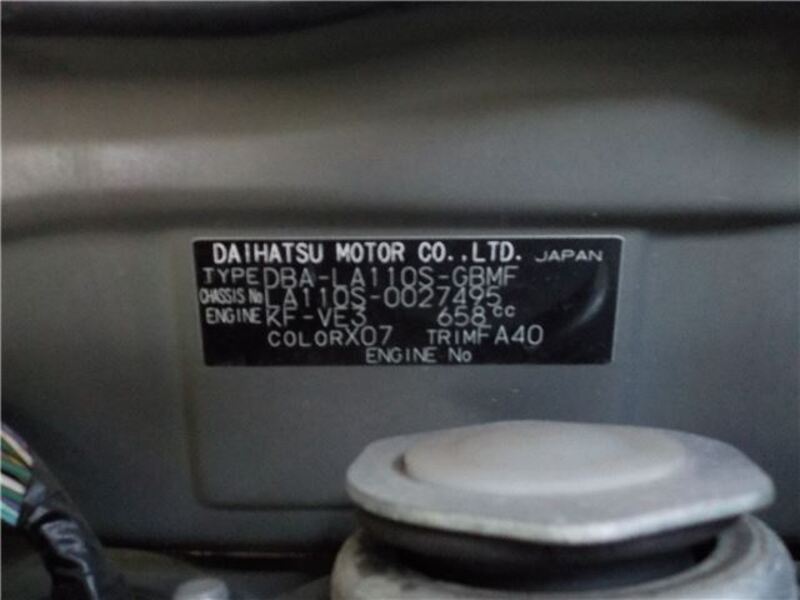 DAIHATSU MOTOR CO.,LTD. JAPAN
TYPE DBA-LA110S-GBMF
CHASSIS No LA110S-0027495
ENGINE KF-VE3 658cc
COLOR X07 TRIM FA40
ENGINE No